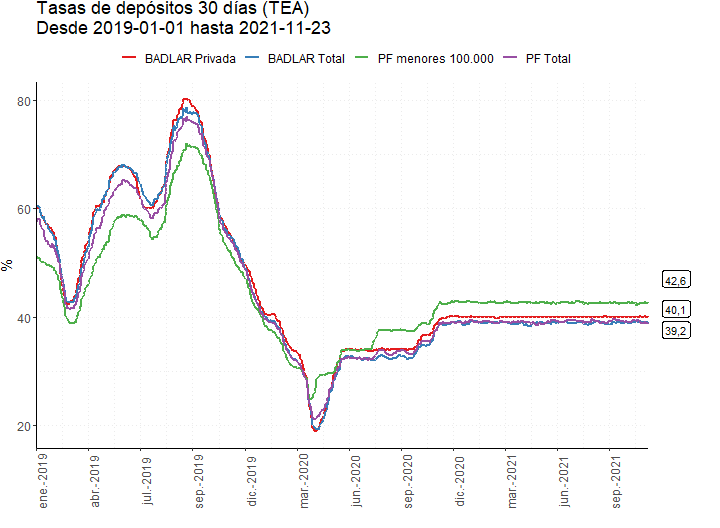 Tasas de depósitos 30 días (TEA)
Desde 2019-01-01 hasta 2021-11-23
BADLAR Privada BADLAR Total PF menores 100.000 PF Total
%
80
60
40
20
42,6
40,1
39,2
ene.-2019 abr.-2019 jul.-2019 sep.-2019 dic.-2019 mar.-2020 jun.-2020 sep.-2020 dic.-2020 mar.-2021 jun.-2021 sep.-2021